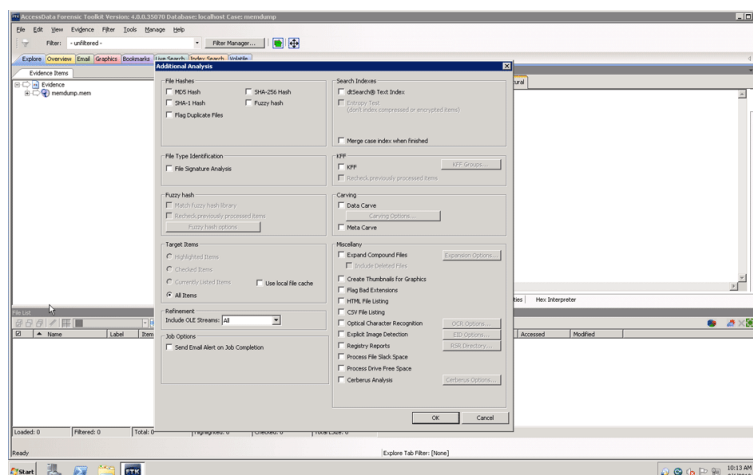 AccessData Forensic Toolkit Version: 4.0.0.35070 Database: localhost Case: memdump
File Edit View Evidence Filter Tools Manage Help
Filter: - unfiltered - Filter Manager...
Explore Overview Email Graphics Bookmarks Live Search Index Search Volatile
Evidence Items
Evidence
memdump.mem
Additional Analysis
File Hashes
MD5 Hash SHA-256 Hash
SHA-1 Hash Fuzzy hash
Flag Duplicate Files
File Type Identification
File Signature Analysis
Fuzzy hash
Match fuzzy hash library
Recheck previously processed items
Fuzzy hash options
Target Items
Highlighted Items
Checked Items
Currently Listed Items Use local file cache
All Items
Refinement
Include OLE Streams: All
Job Options
Send Email Alert on Job Completion
Search Indexes
dtSearch® Text Index
Entropy Test
(don't index compressed or encrypted items)
Merge case index when finished
KFF
KFF KFF Groups...
Recheck previously processed items
Carving
Data Carve
Carving Options...
Meta Carve
Miscellany
Expand Compound Files Expansion Options...
Include Deleted Files
Create Thumbnails for Graphics
Flag Bad Extensions
HTML File Listing
CSV File Listing
Optical Character Recognition OCR Options...
Explicit Image Detection EID Options...
Registry Reports RSR Directory...
Process File Slack Space
Process Drive Free Space
Cerberus Analysis Cerberus Options...
OK Cancel
ural
ties Hex Interpreter
File List
Name Label Item Accessed Modified
Loaded: 0 Filtered: 0 Total: 0 Highlighted: 0 Checked: 0 Total LSize: 0
Ready Explore Tab Filter: [None]
Start FTK 10:13 AM